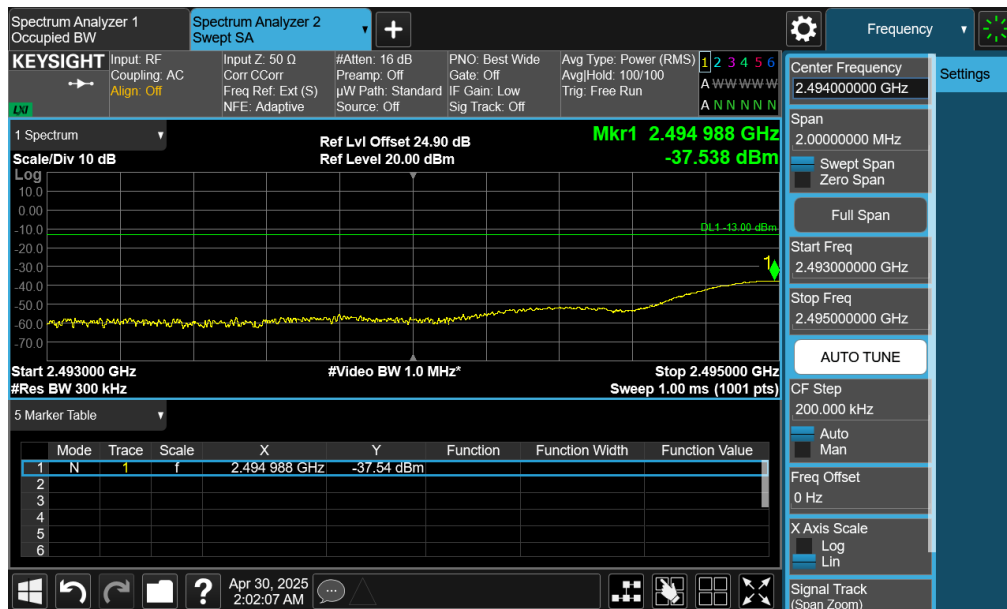 Spectrum Analyzer 1
Occupied BW
Spectrum Analyzer 2
Swept SA
Frequency
KEYSIGHT
LXI
Input: RF
Coupling: AC
Align: Off
Input Z: 50 Ω
Corr CCorr
Freq Ref: Ext (S)
NFE: Adaptive
#Atten: 16 dB
Preamp: Off
µW Path: Standard
Source: Off
PNO: Best Wide
Gate: Off
IF Gain: Low
Sig Track: Off
Avg Type: Power (RMS)
Avg|Hold: 100/100
Trig: Free Run
1 2 3 4 5 6
A W W W W W
A N N N N N
1 Spectrum
Scale/Div 10 dB
Ref Lvl Offset 24.90 dB
Ref Level 20.00 dBm
Mkr1 2.494 988 GHz
-37.538 dBm
Log
10.0
0.00
-10.0
-20.0
-30.0
-40.0
-50.0
-60.0
-70.0
DL1 -13.00 dBm
1
Start 2.493000 GHz
#Res BW 300 kHz
#Video BW 1.0 MHz*
Stop 2.495000 GHz
Sweep 1.00 ms (1001 pts)
5 Marker Table
Mode Trace Scale X Y Function Function Width Function Value
1 N 1 f 2.494 988 GHz -37.54 dBm
2
3
4
5
6
Apr 30, 2025
2:02:07 AM
Center Frequency
2.494000000 GHz
Settings
Span
2.00000000 MHz
Swept Span
Zero Span
Full Span
Start Freq
2.493000000 GHz
Stop Freq
2.495000000 GHz
AUTO TUNE
CF Step
200.000 kHz
Auto
Man
Freq Offset
0 Hz
X Axis Scale
Log
Lin
Signal Track
(Span Zoom)